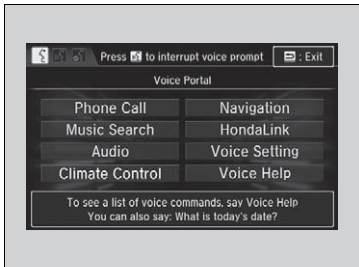 Press to interrupt voice prompt : Exit
Voice Portal
Phone Call Navigation
Music Search HondaLink
Audio Voice Setting
Climate Control Voice Help
To see a list of voice commands, say Voice Help
You can also say: What is today's date?